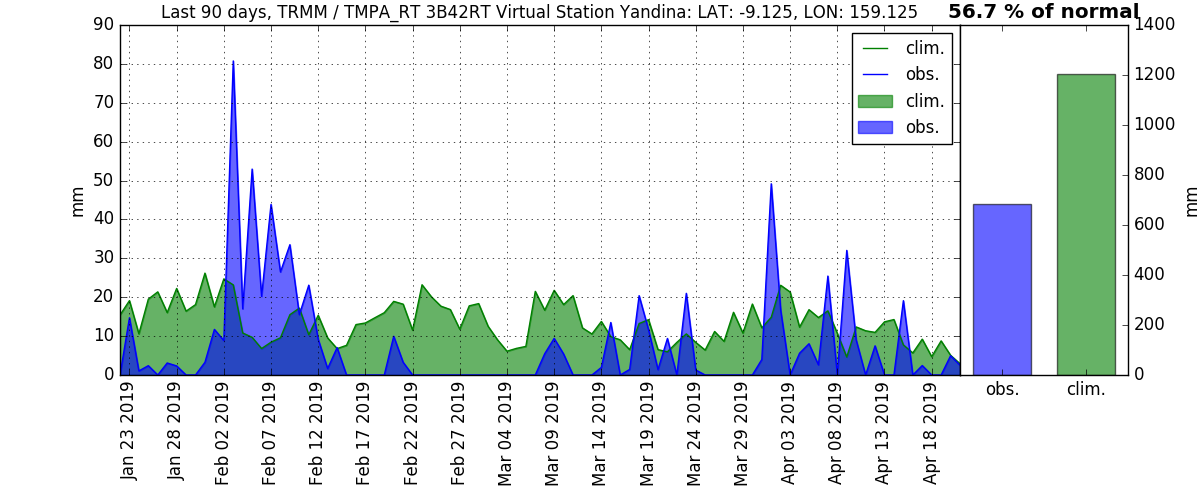 Last 90 days, TRMM / TMPA_RT 3B42RT Virtual Station Yandina: LAT: -9.125, LON: 159.125
56.7 % of normal
90
80
70
60
50
40
30
20
10
0
mm
clim.
obs.
clim.
obs.
1400
1200
1000
800
600
400
200
0
mm
obs.
clim.
Jan 23 2019
Jan 28 2019
Feb 02 2019
Feb 07 2019
Feb 12 2019
Feb 17 2019
Feb 22 2019
Feb 27 2019
Mar 04 2019
Mar 09 2019
Mar 14 2019
Mar 19 2019
Mar 24 2019
Mar 29 2019
Apr 03 2019
Apr 08 2019
Apr 13 2019
Apr 18 2019